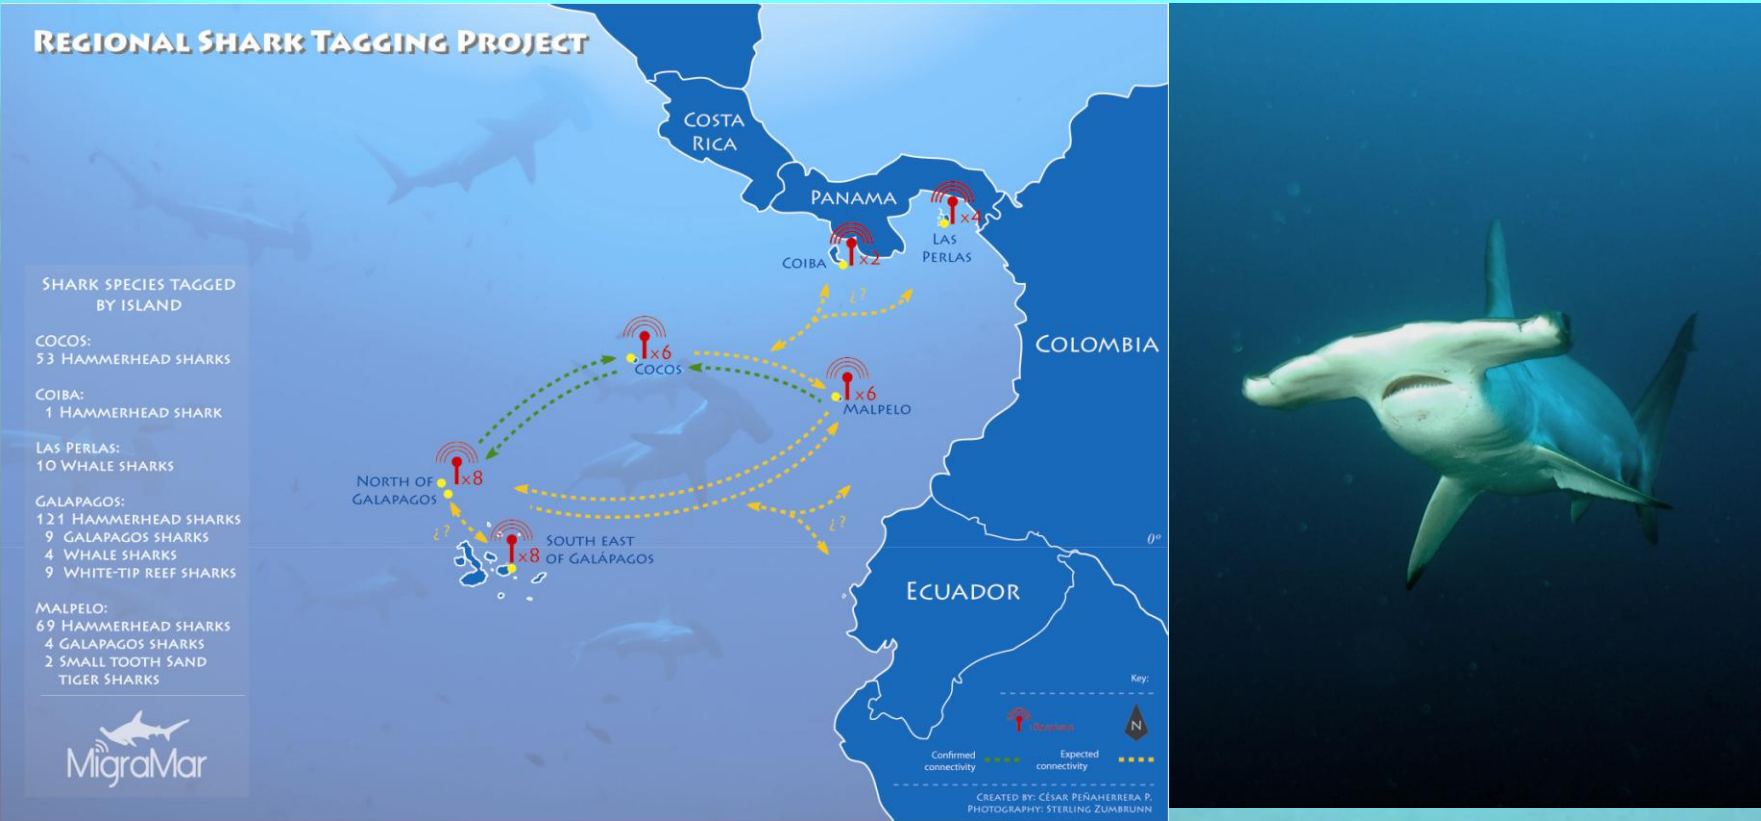 REGIONAL SHARK TAGGING PROJECT
COSTA
RICA
PANAMA
x4
LAS
PERLAS
x2
COIBA
¿?
COLOMBIA
x6
COCOS
x6
MALPELO
x8
NORTH OF
GALAPAGOS
¿?
x8
SOUTH EAST
OF GALÁPAGOS
¿?
0°
ECUADOR
SHARK SPECIES TAGGED
BY ISLAND
COCOS:
53 HAMMERHEAD SHARKS
COIBA:
1 HAMMERHEAD SHARK
LAS PERLAS:
10 WHALE SHARKS
GALAPAGOS:
121 HAMMERHEAD SHARKS
9 GALAPAGOS SHARKS
4 WHALE SHARKS
9 WHITE-TIP REEF SHARKS
MALPELO:
69 HAMMERHEAD SHARKS
4 GALAPAGOS SHARKS
2 SMALL TOOTH SAND
TIGER SHARKS
MigraMar
Key:
N
Confirmed
connectivity
Expected
connectivity
CREATED BY: CÉSAR PEÑAHERRERA P.
PHOTOGRAPHY: STERLING ZUMBRUNN